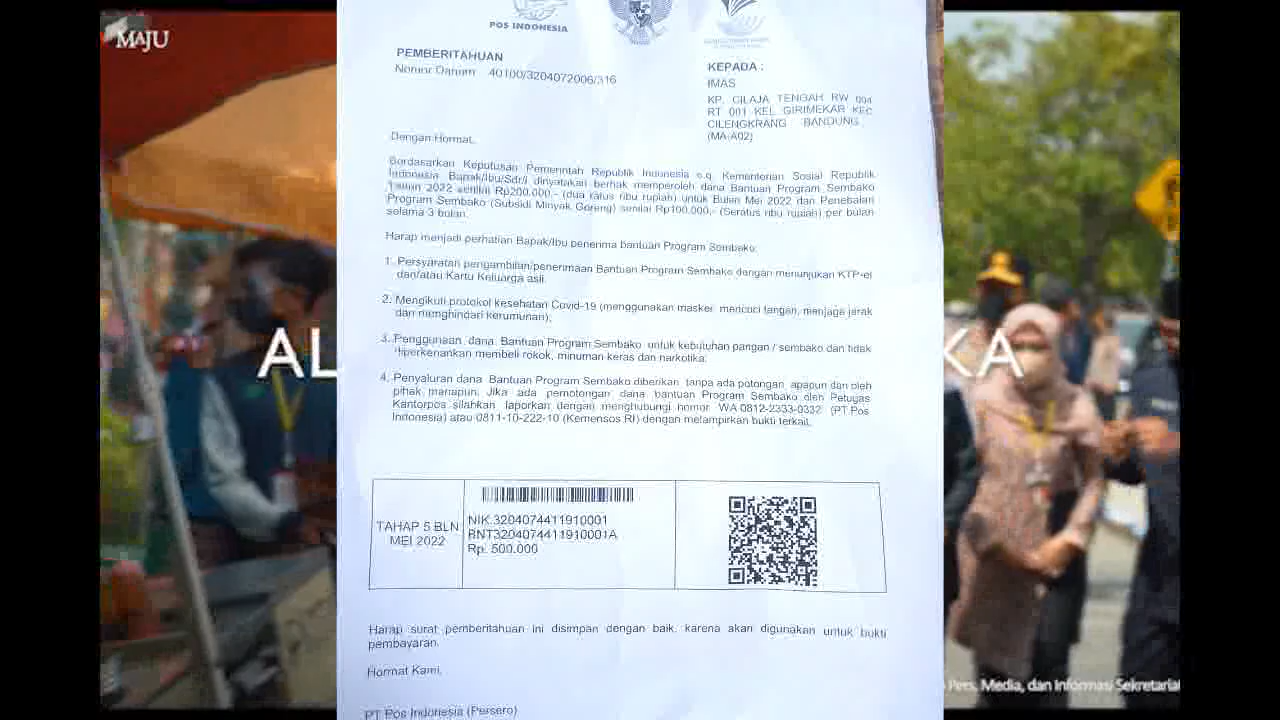 MAJU
POS INDONESIA
PEMBERITAHUAN
Nomor Danom 40100/3204072006/316
KEPADA :
IMAS
KP. CILAJA TENGAH RW 004
RT 001 KEL GIRIMEKAR KEC
CILENGKRANG BANDUNG
(MA-A02)
Dengan Hormat,
Berdasarkan Keputusan Pemerintah Republik Indonesia c.q. Kementerian Sosial Republik
Indonesia Bapak/Ibu/Sdr/i dinyatakan berhak memperoleh dana Bantuan Program Sembako
Tahun 2022 senilai Rp200.000,- (dua ratus ribu rupiah) untuk Bulan Mei 2022 dan Penebalan
Program Sembako (Subsidi Minyak Goreng) senilai Rp100.000,- (Seratus ribu rupiah) per bulan
selama 3 bulan.
Harap menjadi perhatian Bapak/Ibu penerima bantuan Program Sembako:
1. Persyaratan pengambilan/penerimaan Bantuan Program Sembako dengan menunjukan KTP-el
dan/atau Kartu Keluarga asli.
2. Mengikuti protokol kesehatan Covid-19 (menggunakan masker, mencuci tangan, menjaga jarak
dan menghindari kerumunan);
3. Penggunaan dana Bantuan Program Sembako untuk kebutuhan pangan / sembako dan tidak
diperkenankan membeli rokok, minuman keras dan narkotika.
4. Penyaluran dana Bantuan Program Sembako diberikan tanpa ada potongan apapun dan oleh
pihak manapun. Jika ada pemotongan dana bantuan Program Sembako oleh Petugas
Kantorpos silahkan laporkan dengan menghubungi nomor WA 0812-2333-0332 (PT Pos
Indonesia) atau 0811-10-222-10 (Kemensos RI) dengan melampirkan bukti terkait.
AL
KA
TAHAP 5 BLN
MEI 2022
NIK.3204074411910001
BNT3204074411910001A
Rp. 500.000
Harap surat pemberitahuan ini disimpan dengan baik, karena akan digunakan untuk bukti
pembayaran.
Hormat Kami,
PT Pos Indonesia (Persero)
Pers, Media, dan Informasi Sekretariat